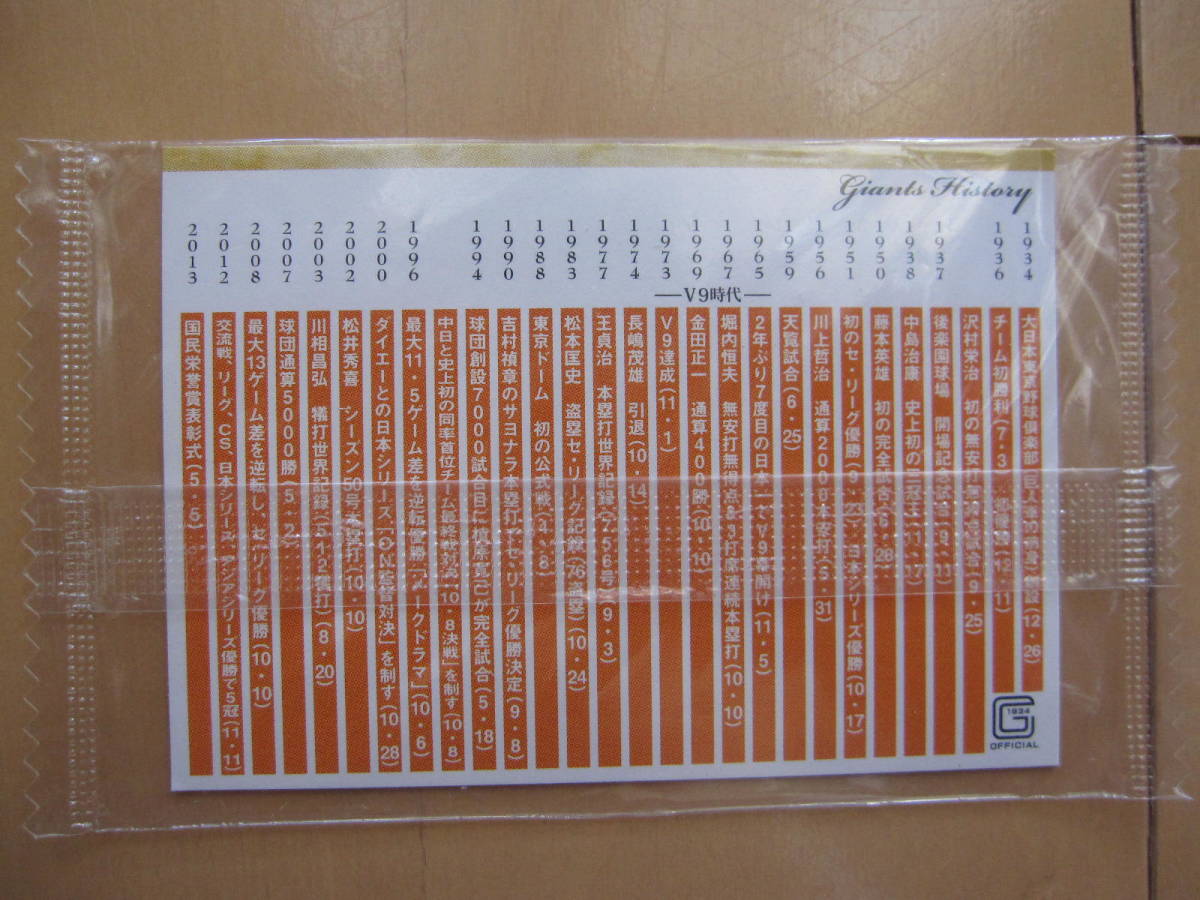 Giants History
1934 大日本東京野球倶楽部(巨人軍の前身)創設(12・26)
1936 チーム初勝利(7・3) 初優勝(12・11)
沢村栄治 初の無安打無得点試合(9・25)
1937 後楽園球場 開場記念試合(9・11)
1938 中島治康 史上初の三冠王(11・17)
1950 藤本英雄 初の完全試合(6・28)
1951 初のセ・リーグ優勝(9・23)、日本シリーズ優勝(10・17)
1956 川上哲治 通算2000本安打(5・31)
1959 天覧試合(6・25)
V9時代
1965 2年ぶり7度目の日本一でV9幕開け(11・5)
1967 堀内恒夫 無安打無得点&3打席連続本塁打(10・10)
1969 金田正一 通算400勝(10・10)
1973 V9達成(11・1)
1974 長嶋茂雄 引退(10・14)
1977 王貞治 本塁打世界記録(756号)(9・3)
1983 松本匡史 盗塁セ・リーグ記録(76盗塁)(10・24)
1988 東京ドーム 初の公式戦(4・8)
1990 吉村禎章のサヨナラ本塁打でセ・リーグ優勝決定(9・8)
1994 球団創設7000試合目に槙原寛己が完全試合(5・18)
中日と史上初の同率首位チーム最終戦対決「10・8決戦」を制す(10・8)
1996 最大11・5ゲーム差を逆転優勝「メークドラマ」(10・6)
2000 ダイエーとの日本シリーズ「ON監督対決」を制す(10・28)
2002 松井秀喜 シーズン50号本塁打(10・10)
2003 川相昌弘 犠打世界記録(512犠打)(8・20)
2007 球団通算5000勝(5・2)
2008 最大13ゲーム差を逆転し、セ・リーグ優勝(10・10)
2012 交流戦、リーグ、CS、日本シリーズ、アジアシリーズ優勝で5冠(11・11)
2013 国民栄誉賞表彰式(5・5)
G
1934
OFFICIAL